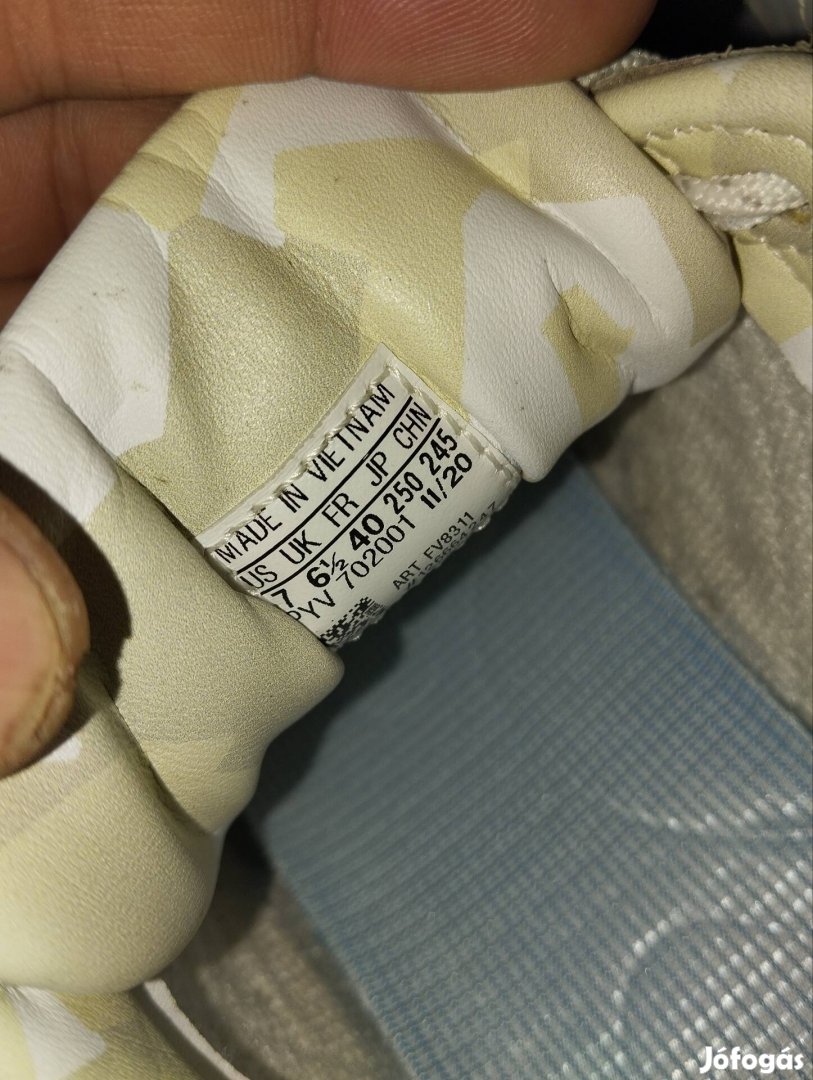 MADE IN VIETNAM
US UK FR JP CHN
7 6½ 40 250 245
PYV 702001 11/20
ART FV8311
Jófogás